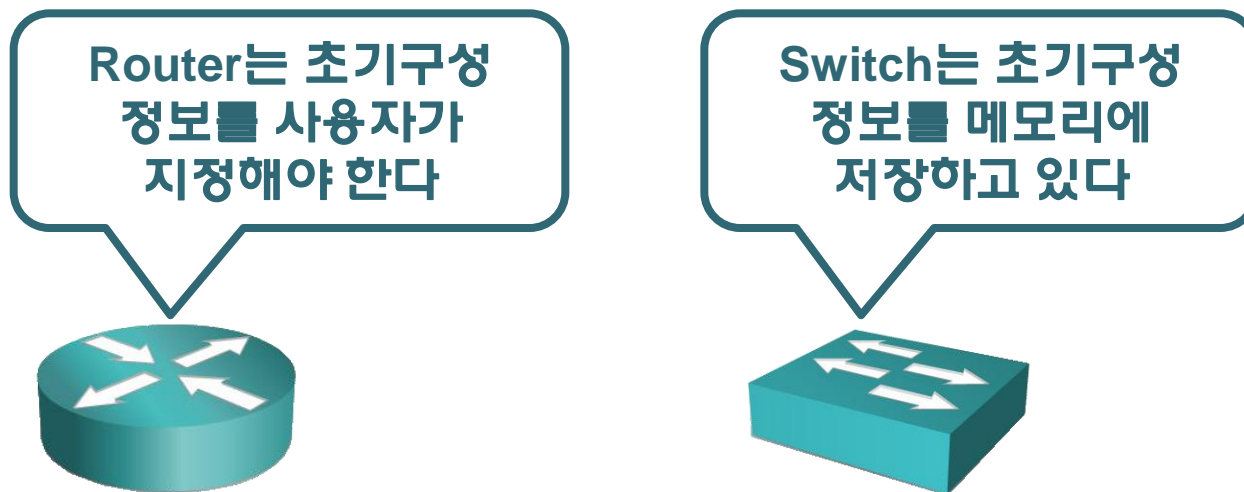 Router는 초기구성
정보를 사용자가
지정해야 한다
Switch는 초기구성
정보를 메모리에
저장하고 있다